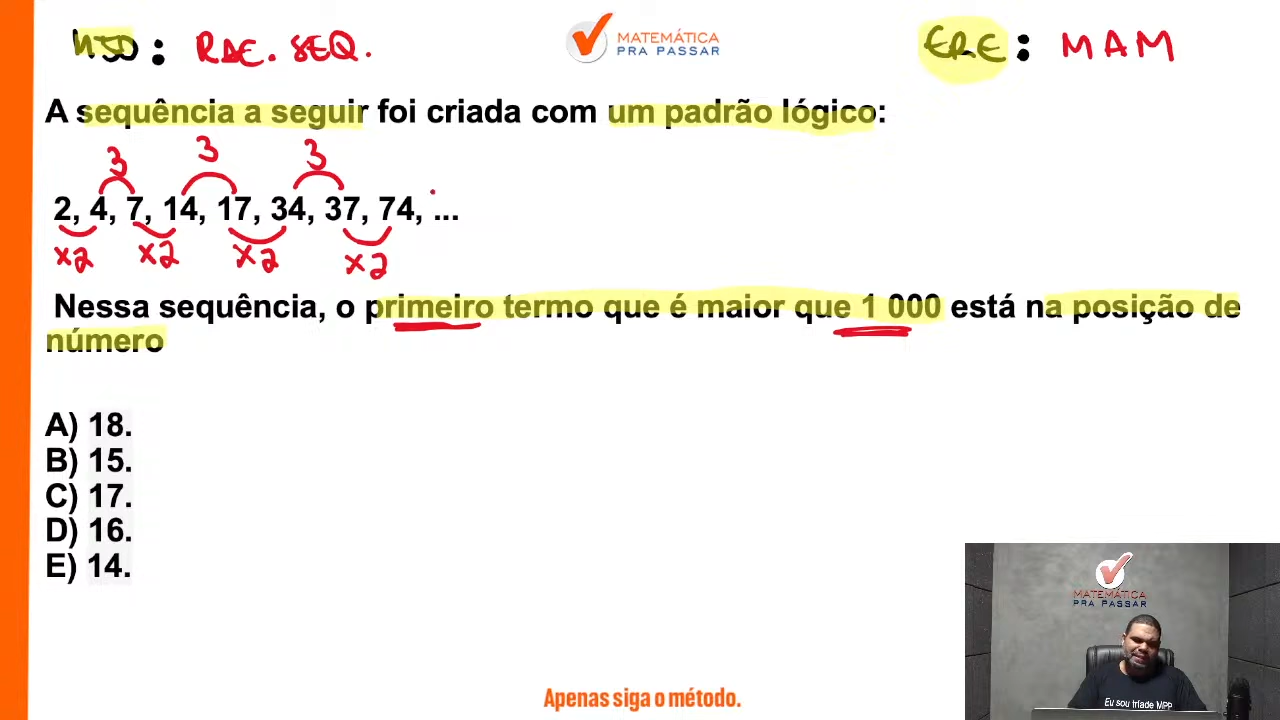 MJD: RAC. SEQ.
MATEMÁTICA
PRA PASSAR
ERE: MAM
A sequência a seguir foi criada com um padrão lógico:
3 3 3
2, 4, 7, 14, 17, 34, 37, 74, ...
x2 x2 x2 x2
Nessa sequência, o primeiro termo que é maior que 1 000 está na posição de
número
A) 18.
B) 15.
C) 17.
D) 16.
E) 14.
MATEMÁTICA
PRA PASSAR
Eu sou tríade MPP
Apenas siga o método.